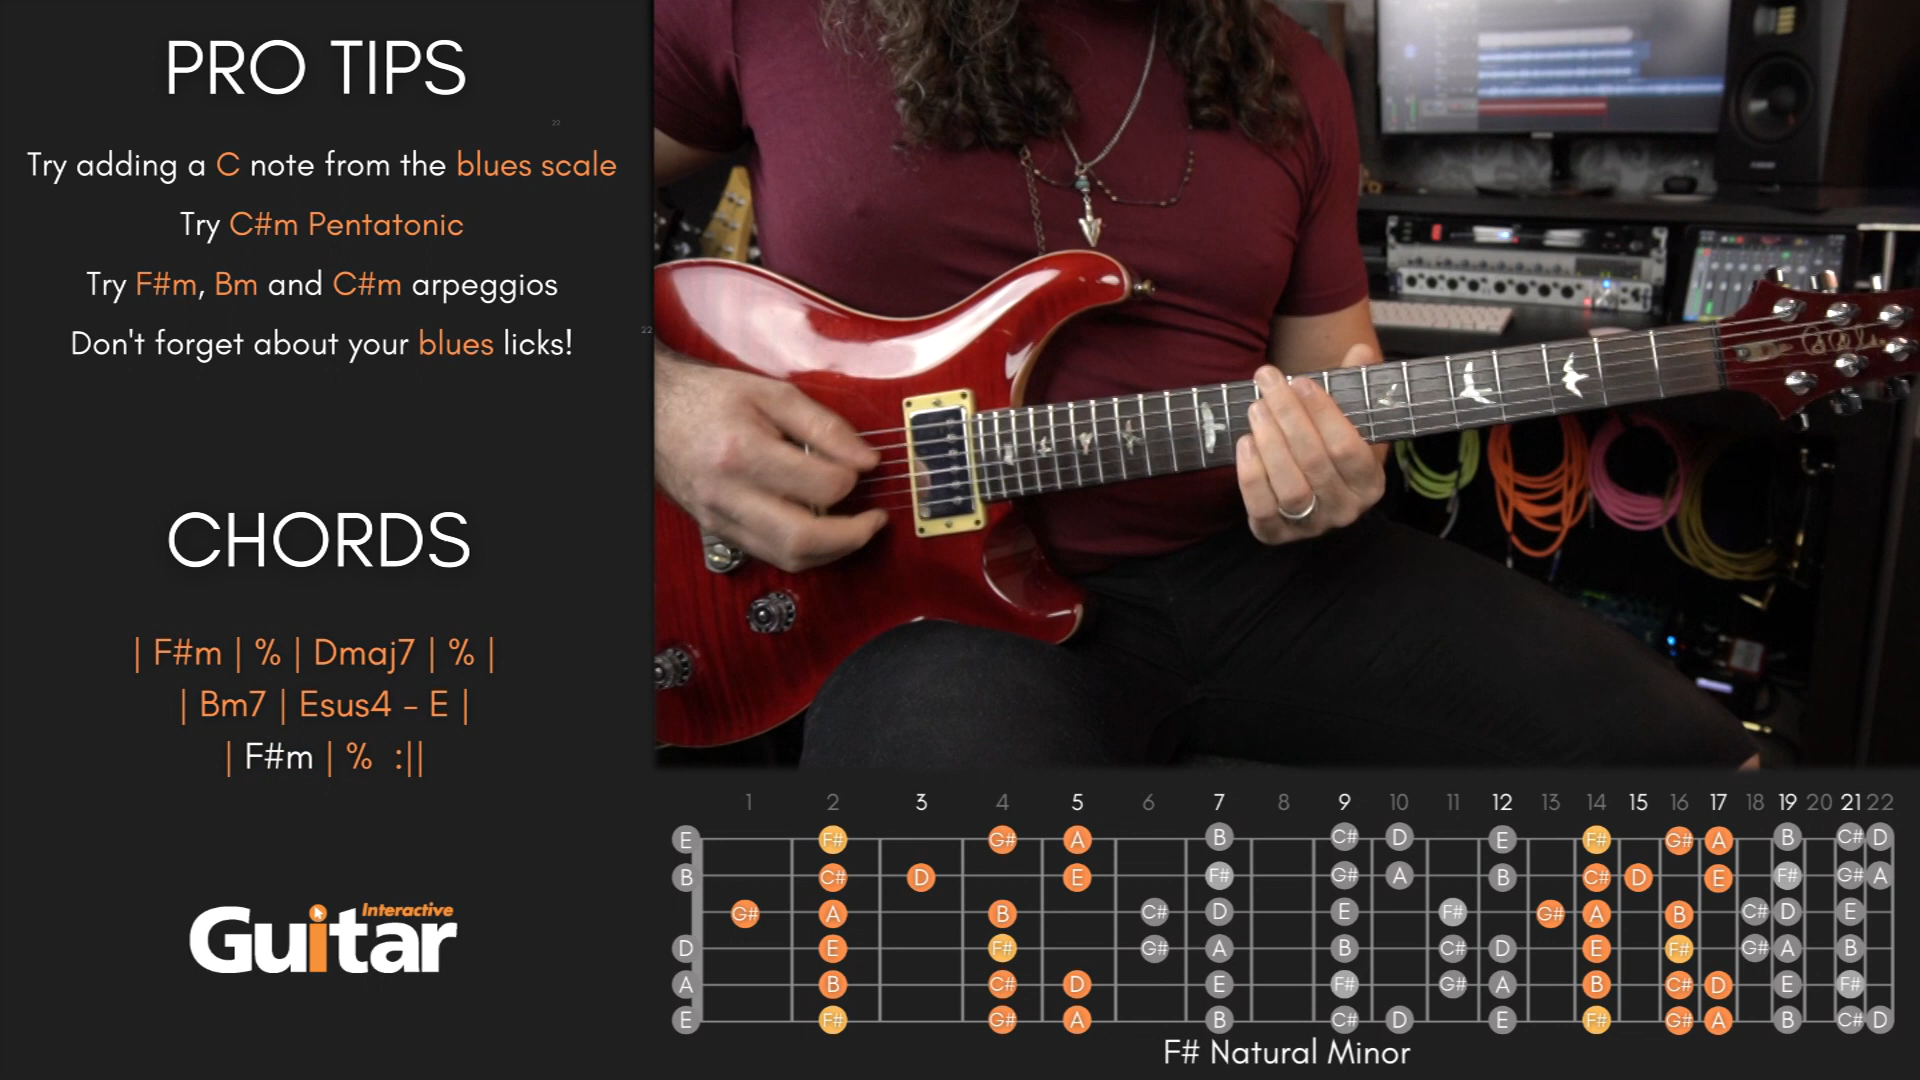 PRO TIPS
22
Try adding a C note from the blues scale
Try C#m Pentatonic
Try F#m, Bm and C#m arpeggios
22
Don't forget about your blues licks!
CHORDS
| F#m | % | Dmaj7 | % |
| Bm7 | Esus4 - E |
| F#m | % :||
Guitar Interactive
1 2 3 4 5 6 7 8 9 10 11 12 13 14 15 16 17 18 19 20 21 22
E F# G# A B C# D E F# G# A B C# D
B C# D E F# G# A B C# D E F# G# A
G# A B C# D E F# G# A B C# D E
D E F# G# A B C# D E F# G# A B
A B C# D E F# G# A B C# D E F#
E F# G# A B C# D E F# G# A B C# D
F# Natural Minor